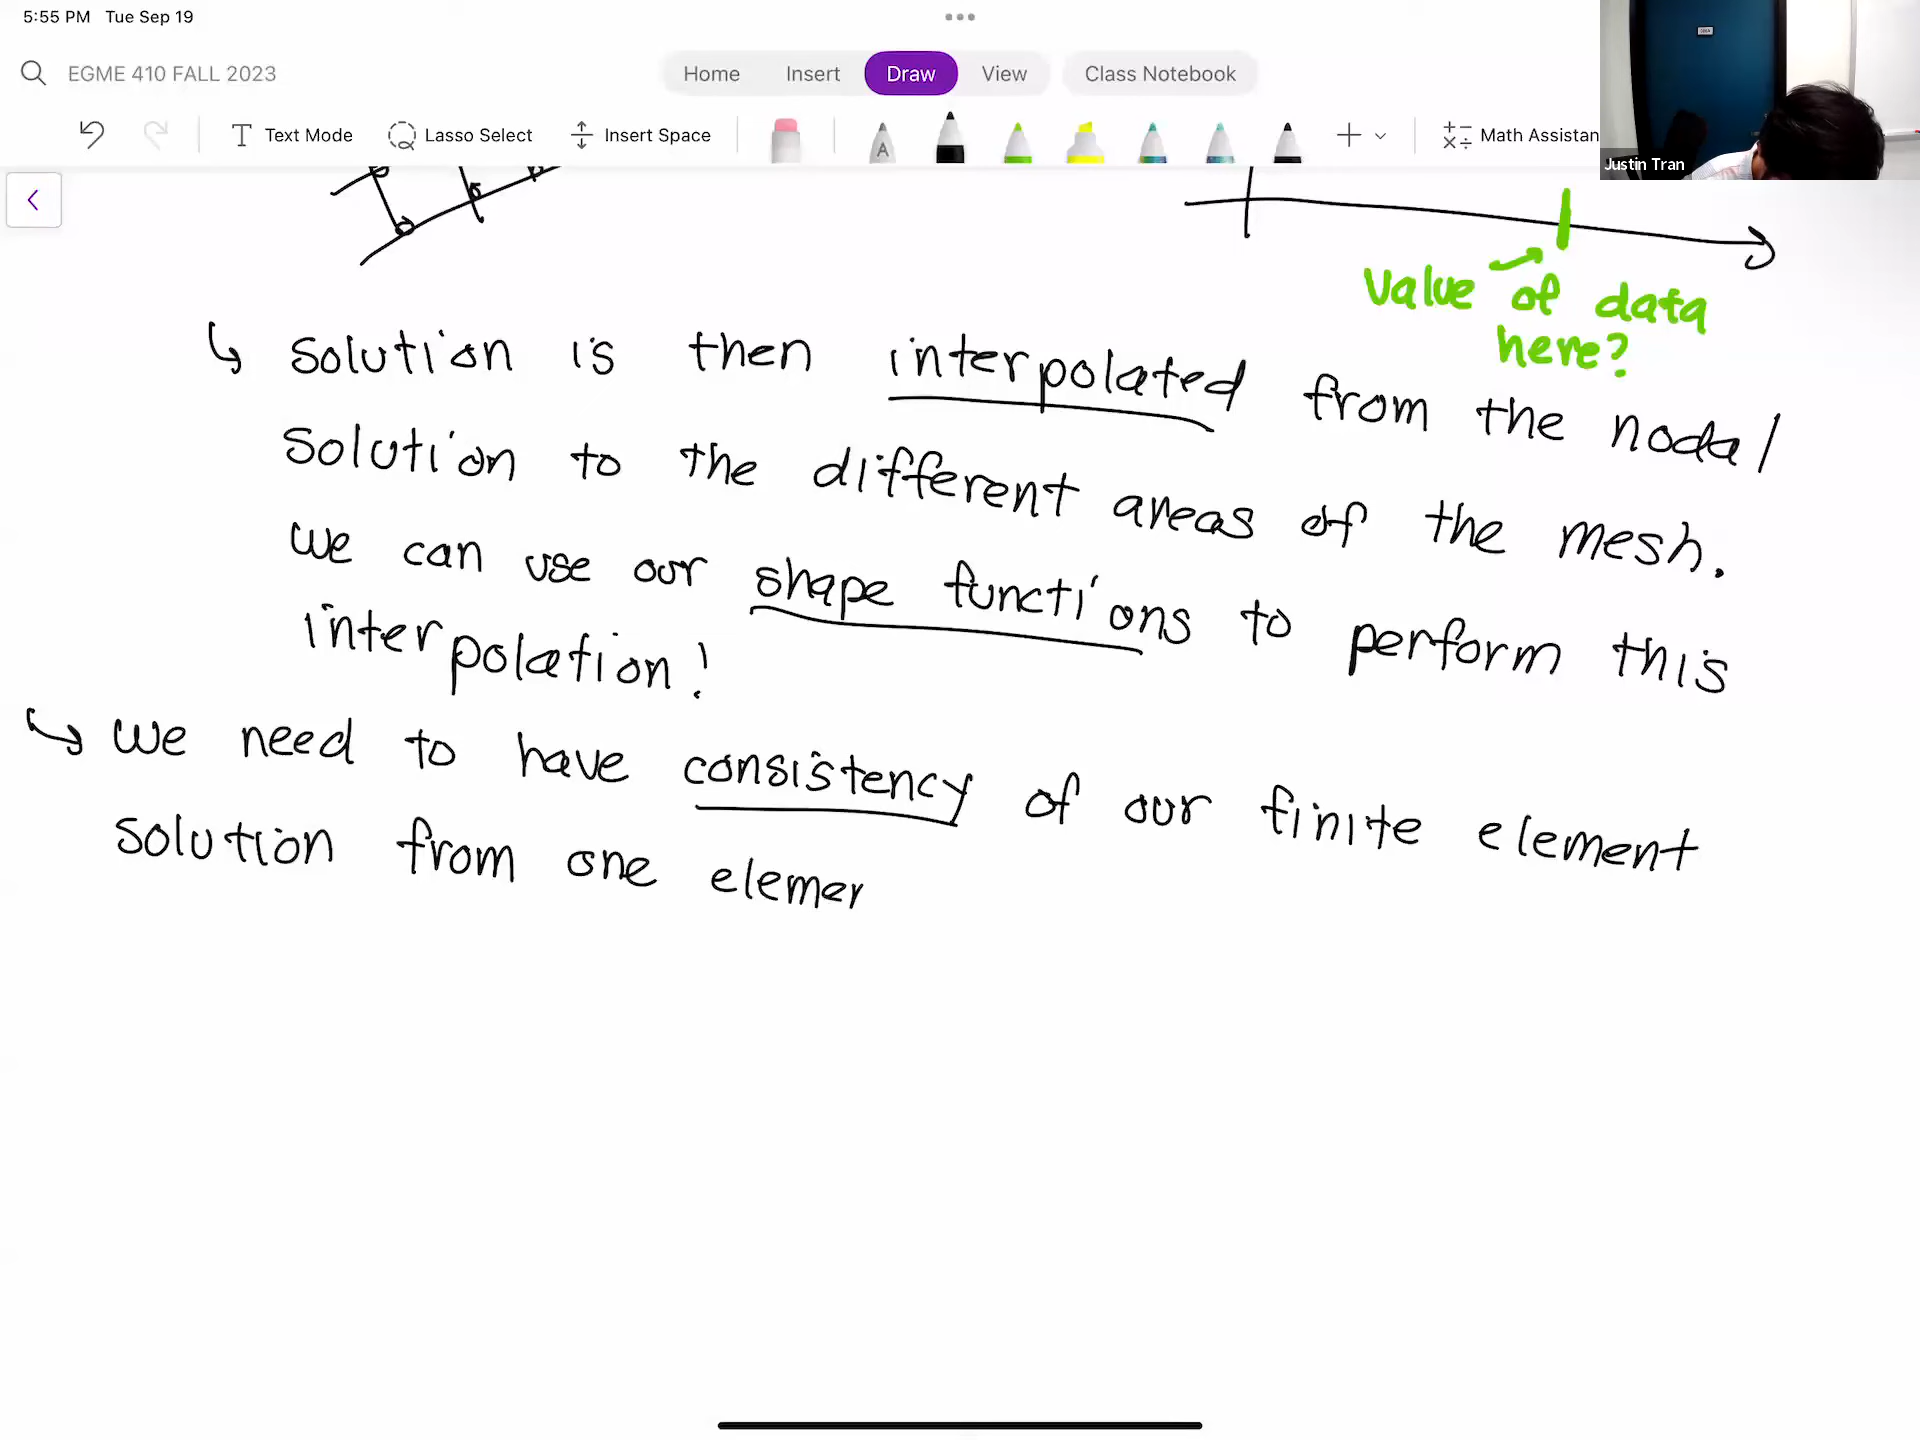 5:55 PM Tue Sep 19
EGME 410 FALL 2023
Home Insert Draw View Class Notebook
Text Mode Lasso Select Insert Space A Math Assistan
Justin Tran
value of data
here?
↳ solution is then interpolated from the nodal
solution to the different areas of the mesh.
we can use our shape functions to perform this
interpolation!
↳ we need to have consistency of our finite element
solution from one elemen